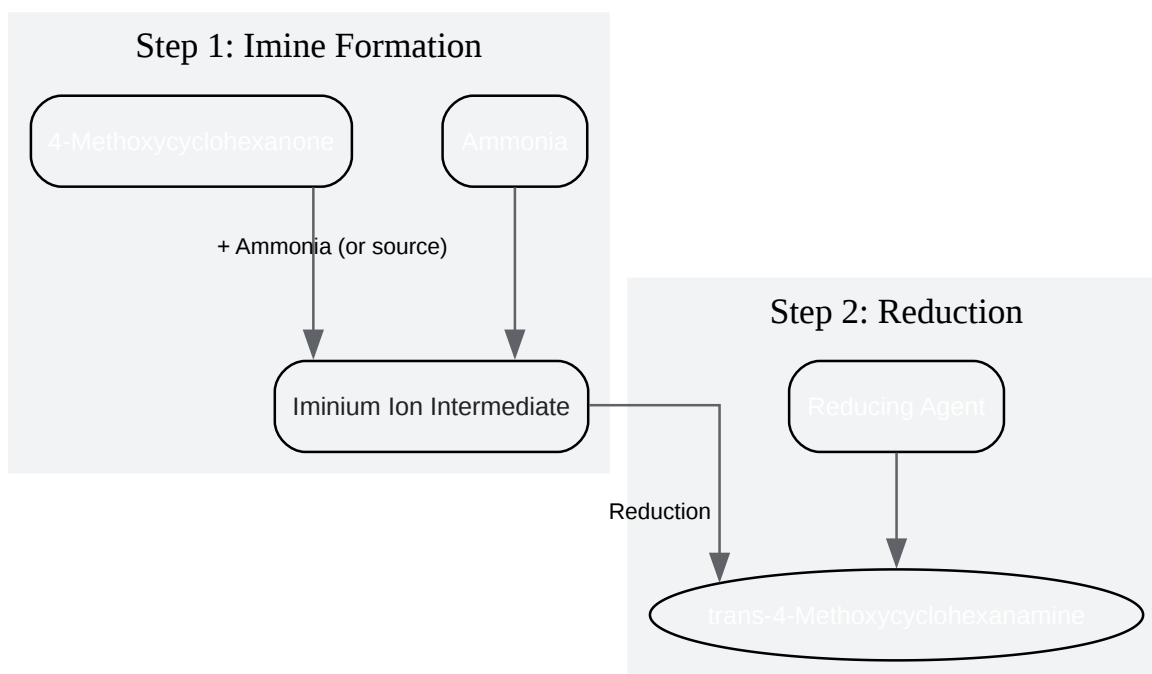 Step 1: Imine Formation
4-Methoxycyclohexanone
Ammonia
+ Ammonia (or source)
Iminium Ion Intermediate
Step 2: Reduction
Reducing Agent
Reduction
trans-4-Methoxycyclohexanamine